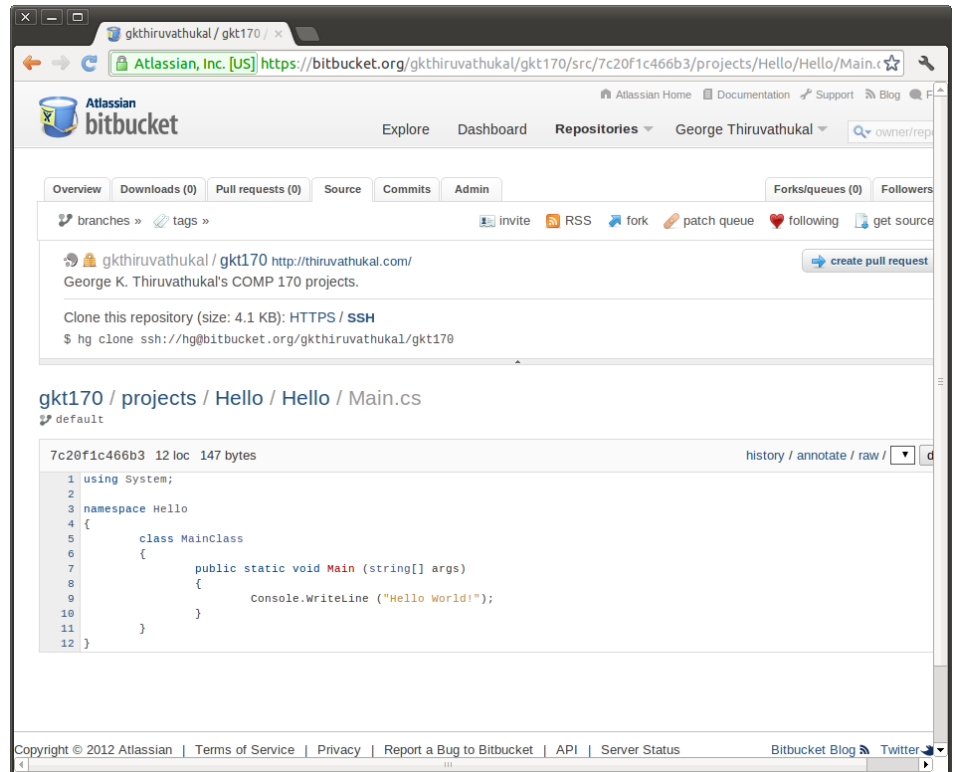 gkthiruvathukal / gkt170 /
Atlassian, Inc. [US] https://bitbucket.org/gkthiruvathukal/gkt170/src/7c20f1c466b3/projects/Hello/Hello/Main.c
Atlassian Home Documentation Support Blog F
Atlassian
bitbucket
Explore Dashboard Repositories George Thiruvathukal owner/repo
Overview Downloads (0) Pull requests (0) Source Commits Admin Forks/queues (0) Followers
branches » tags » invite RSS fork patch queue following get source
gkthiruvathukal / gkt170 http://thiruvathukal.com/ create pull request
George K. Thiruvathukal's COMP 170 projects.
Clone this repository (size: 4.1 KB): HTTPS / SSH
$ hg clone ssh://hg@bitbucket.org/gkthiruvathukal/gkt170
gkt170 / projects / Hello / Hello / Main.cs
default
7c20f1c466b3 12 loc 147 bytes history / annotate / raw / d
1 using System;
2
3 namespace Hello
4 {
5 class MainClass
6 {
7 public static void Main (string[] args)
8 {
9 Console.WriteLine ("Hello World!");
10 }
11 }
12 }
Copyright © 2012 Atlassian | Terms of Service | Privacy | Report a Bug to Bitbucket | API | Server Status Bitbucket Blog Twitter